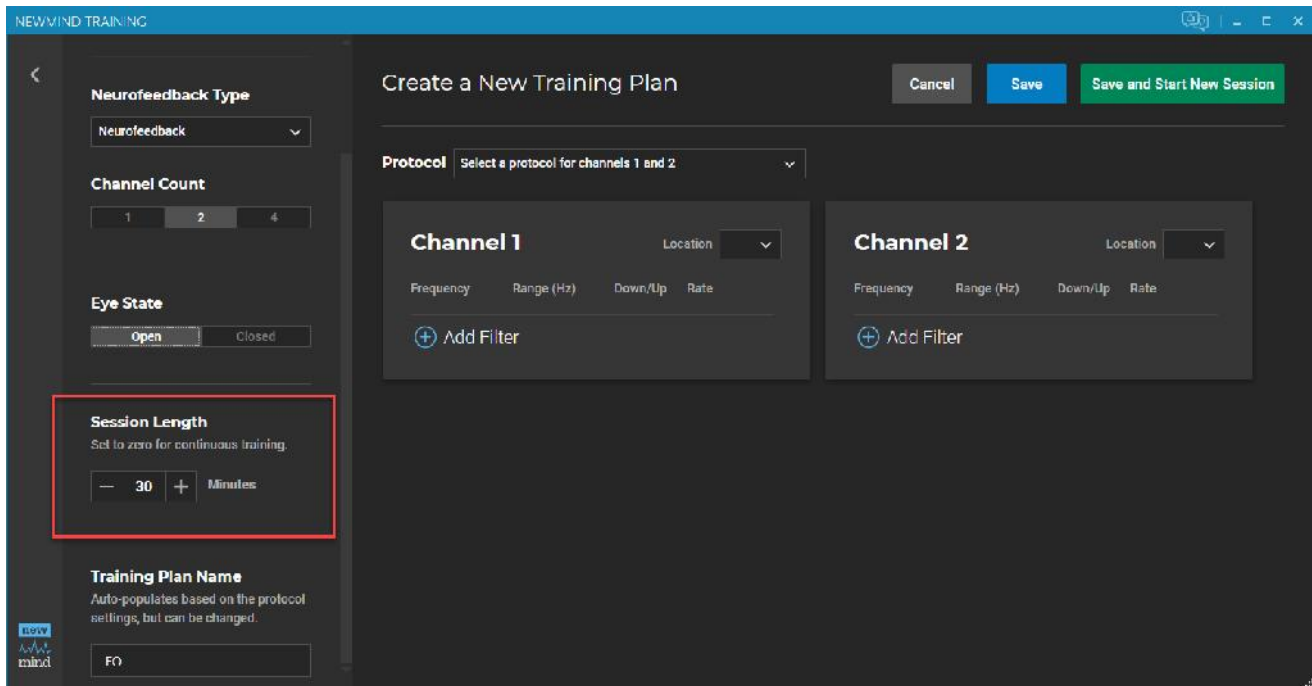 NEWMIND TRAINING
Neurofeedback Type
Neurofeedback
Channel Count
1 2 4
Eye State
Open Closed
Session Length
Set to zero for continuous training.
30 Minutes
Training Plan Name
Auto-populates based on the protocol
settings, but can be changed.
EO
new
mind
Create a New Training Plan
Cancel Save Save and Start New Session
Protocol Select a protocol for channels 1 and 2
Channel 1 Location
Frequency Range (Hz) Down/Up Rate
Add Filter
Channel 2 Location
Frequency Range (Hz) Down/Up Rate
Add Filter